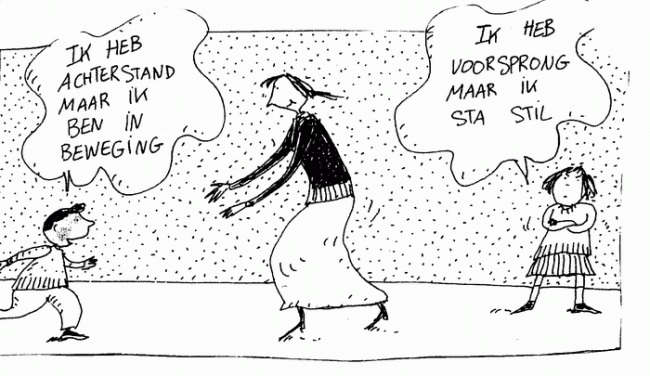 IK HEB
ACHTERSTAND
MAAR IK
BEN IN
BEWEGING
IK HEB
VOORSPRONG
MAAR IK
STA STIL